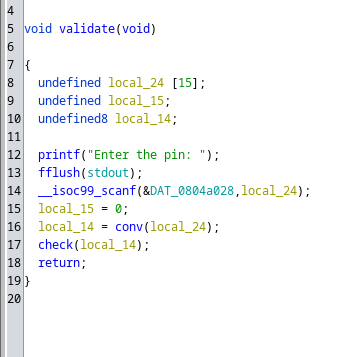 4
5 void validate(void)
6
7 {
8 undefined local_24 [15];
9 undefined local_15;
10 undefined8 local_14;
11
12 printf("Enter the pin: ");
13 fflush(stdout);
14 __isoc99_scanf(&DAT_0804a028,local_24);
15 local_15 = 0;
16 local_14 = conv(local_24);
17 check(local_14);
18 return;
19 }
20